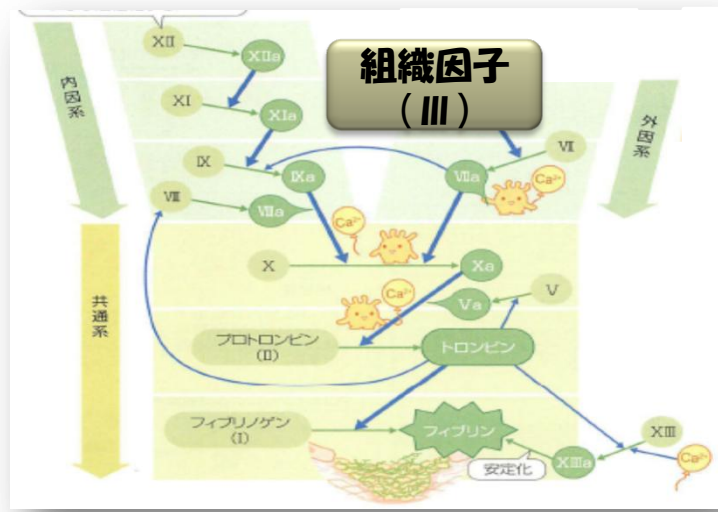 組織因子
(Ⅲ)
内因系
外因系
共通系
XII
XIIa
XI
XIa
IX
IXa
VII
VIIa
Ca²⁺
VIII
VIIIa
Ca²⁺
X
Xa
Ca²⁺
Va
V
プロトロンビン
(II)
トロンビン
フィブリノゲン
(I)
フィブリン
安定化
XIIIa
XIII
Ca²⁺